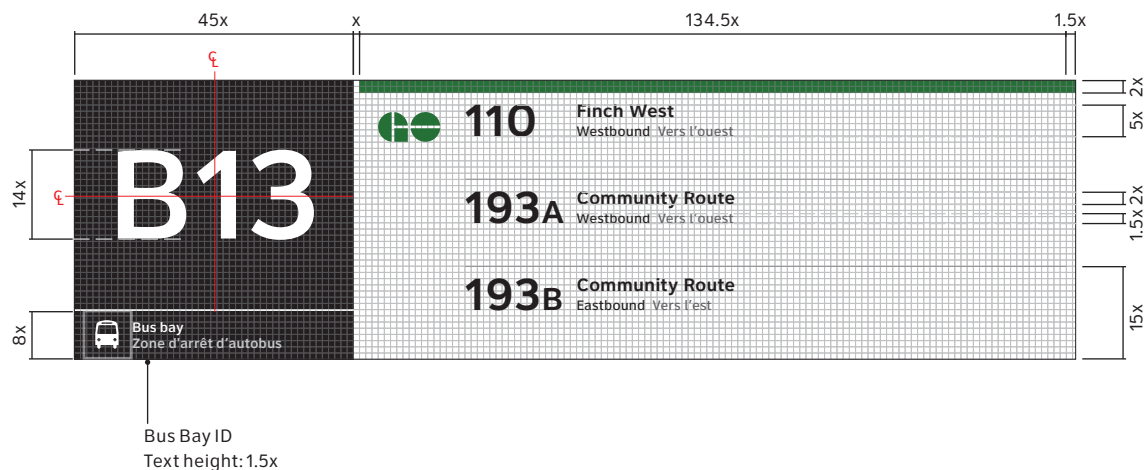 45x
x
134.5x
1.5x
℄
2x
5x
GO
110
Finch West
Westbound Vers l'ouest
14x
℄
B13
193A
Community Route
Westbound Vers l'ouest
2x
1.5x
193B
Community Route
Eastbound Vers l'est
15x
8x
Bus bay
Zone d'arrêt d'autobus
Bus Bay ID
Text height: 1.5x